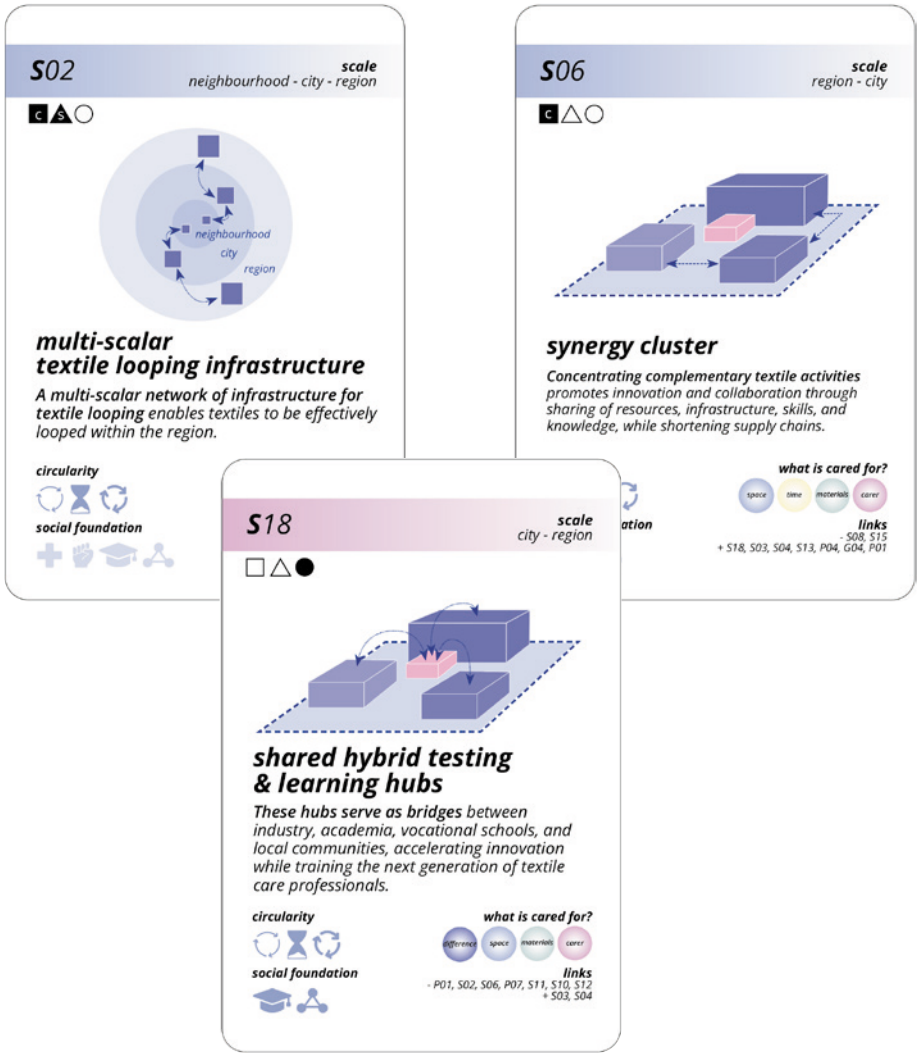 S02
scale
neighbourhood - city - region
C S
neighbourhood
city
region
multi-scalar
textile looping infrastructure
A multi-scalar network of infrastructure for
textile looping enables textiles to be effectively
looped within the region.
circularity
social foundation
S06
scale
region - city
C
synergy cluster
Concentrating complementary textile activities
promotes innovation and collaboration through
sharing of resources, infrastructure, skills, and
knowledge, while shortening supply chains.
what is cared for?
space time materials carer
ation
links
- S08, S15
+ S18, S03, S04, S13, P04, G04, P01
S18
scale
city - region
shared hybrid testing
& learning hubs
These hubs serve as bridges between
industry, academia, vocational schools, and
local communities, accelerating innovation
while training the next generation of textile
care professionals.
circularity
social foundation
what is cared for?
difference space materials carer
links
- P01, S02, S06, P07, S11, S10, S12
+ S03, S04